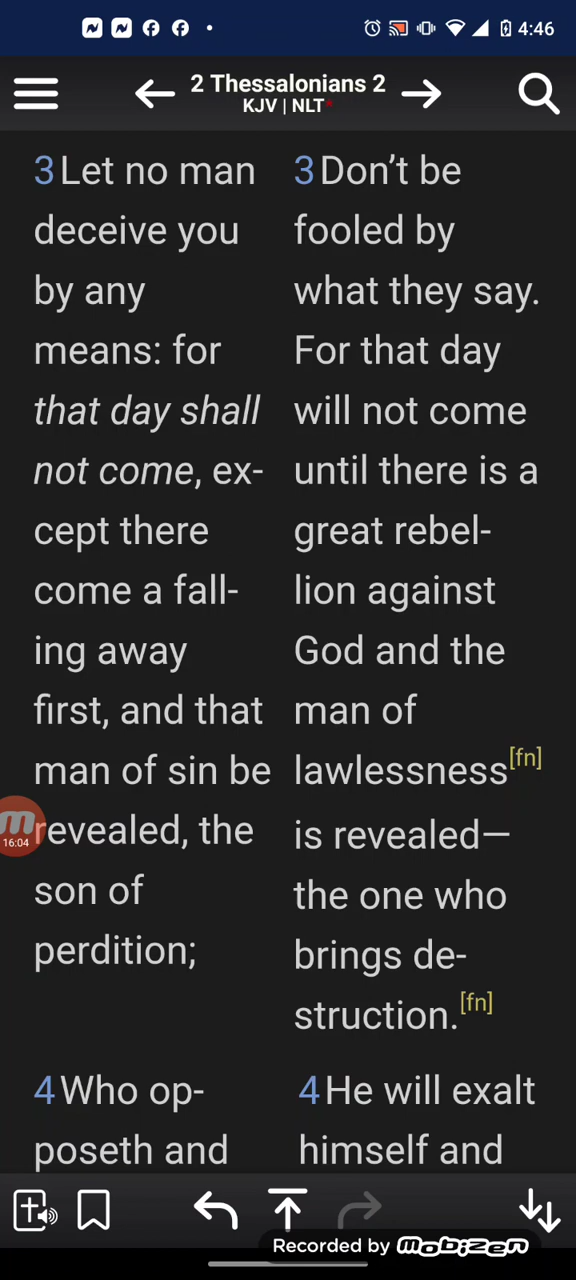 4:46
2 Thessalonians 2
KJV | NLT*
3 Let no man
deceive you
by any
means: for
that day shall
not come, ex-
cept there
come a fall-
ing away
first, and that
man of sin be
revealed, the
son of
perdition;
4 Who op-
poseth and
3 Don’t be
fooled by
what they say.
For that day
will not come
until there is a
great rebel-
lion against
God and the
man of
lawlessness[fn]
is revealed—
the one who
brings de-
struction.[fn]
4 He will exalt
himself and
16:04
Recorded by mobizen